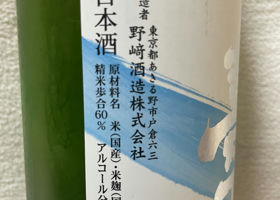 造者
東京都あきる野市戸倉六三
野﨑酒造株式会社
日本酒
原材料名 米(国産)・米麹(国
精米歩合60% アルコール分